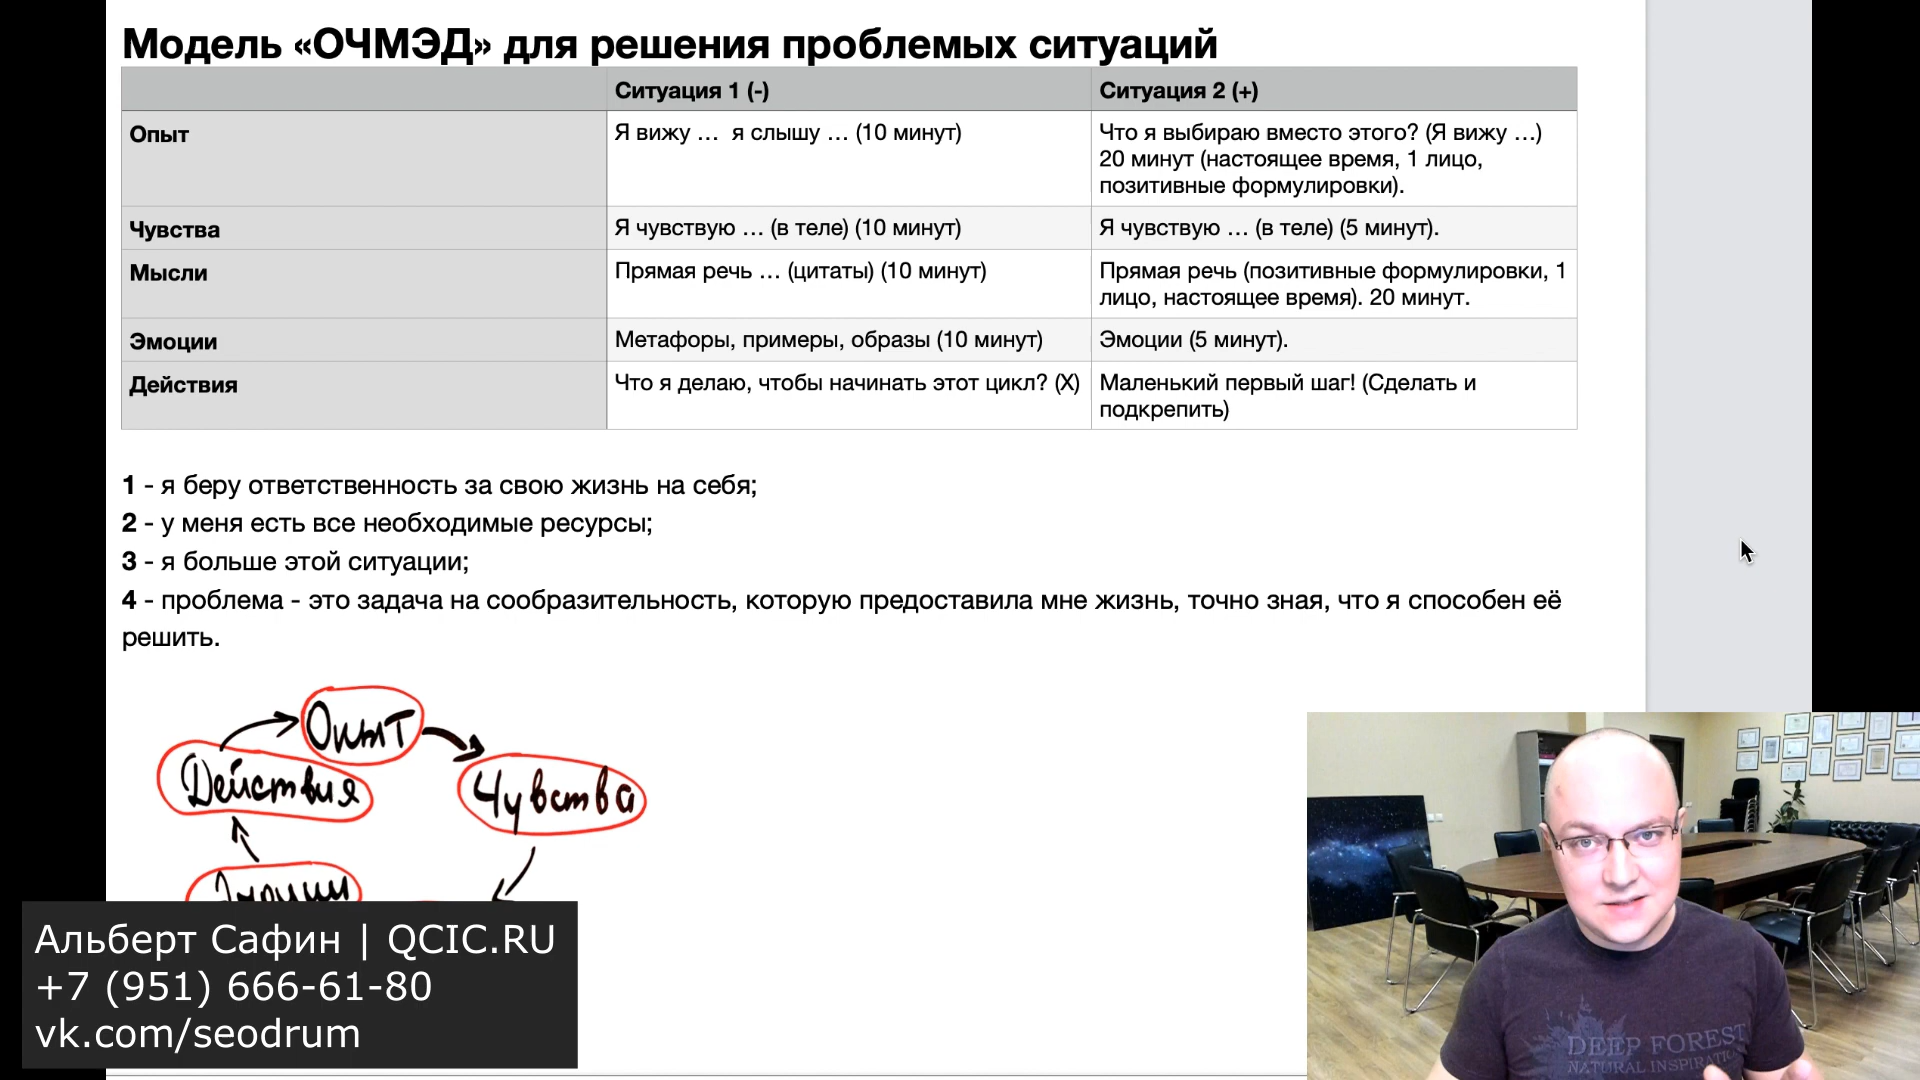 Модель «ОЧМЭД» для решения проблемых ситуаций
Ситуация 1 (-)
Ситуация 2 (+)
Опыт
Я вижу … я слышу … (10 минут)
Что я выбираю вместо этого? (Я вижу …)
20 минут (настоящее время, 1 лицо,
позитивные формулировки).
Чувства
Я чувствую … (в теле) (10 минут)
Я чувствую … (в теле) (5 минут).
Мысли
Прямая речь … (цитаты) (10 минут)
Прямая речь (позитивные формулировки, 1
лицо, настоящее время). 20 минут.
Эмоции
Метафоры, примеры, образы (10 минут)
Эмоции (5 минут).
Действия
Что я делаю, чтобы начинать этот цикл? (X)
Маленький первый шаг! (Сделать и
подкрепить)
1 - я беру ответственность за свою жизнь на себя;
2 - у меня есть все необходимые ресурсы;
3 - я больше этой ситуации;
4 - проблема - это задача на сообразительность, которую предоставила мне жизнь, точно зная, что я способен её
решить.
Опыт
Действия
Чувства
Эмоции
Альберт Сафин | QCIC.RU
+7 (951) 666-61-80
vk.com/seodrum
DEEP FOREST
NATURAL INSPIRATIO